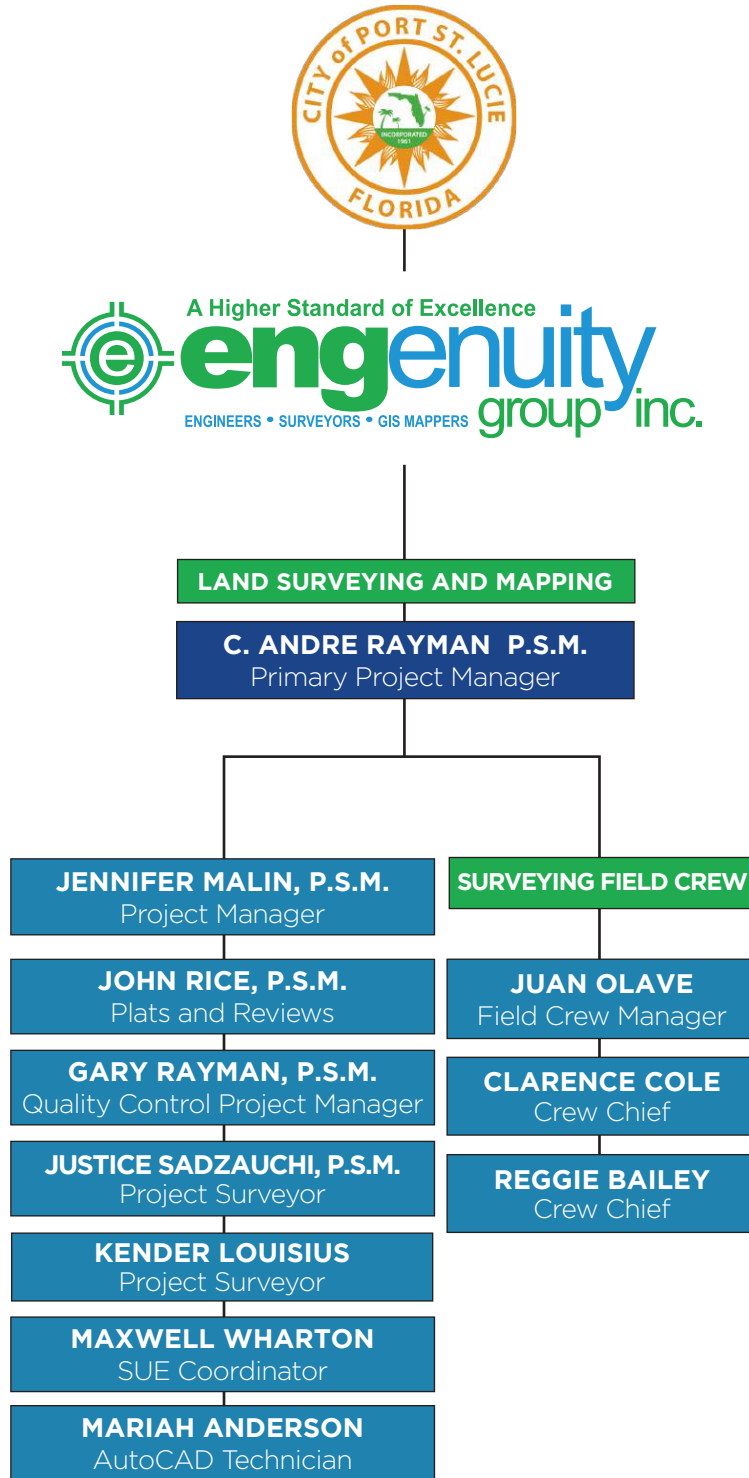 CITY of PORT ST. LUCIE
INCORPORATED
1961
FLORIDA
A Higher Standard of Excellence
e engenuity
ENGINEERS • SURVEYORS • GIS MAPPERS group inc.
LAND SURVEYING AND MAPPING
C. ANDRE RAYMAN P.S.M.
Primary Project Manager
JENNIFER MALIN, P.S.M.
Project Manager
JOHN RICE, P.S.M.
Plats and Reviews
GARY RAYMAN, P.S.M.
Quality Control Project Manager
JUSTICE SADZAUCHI, P.S.M.
Project Surveyor
KENDER LOUISIUS
Project Surveyor
MAXWELL WHARTON
SUE Coordinator
MARIAH ANDERSON
AutoCAD Technician
SURVEYING FIELD CREW
JUAN OLAVE
Field Crew Manager
CLARENCE COLE
Crew Chief
REGGIE BAILEY
Crew Chief